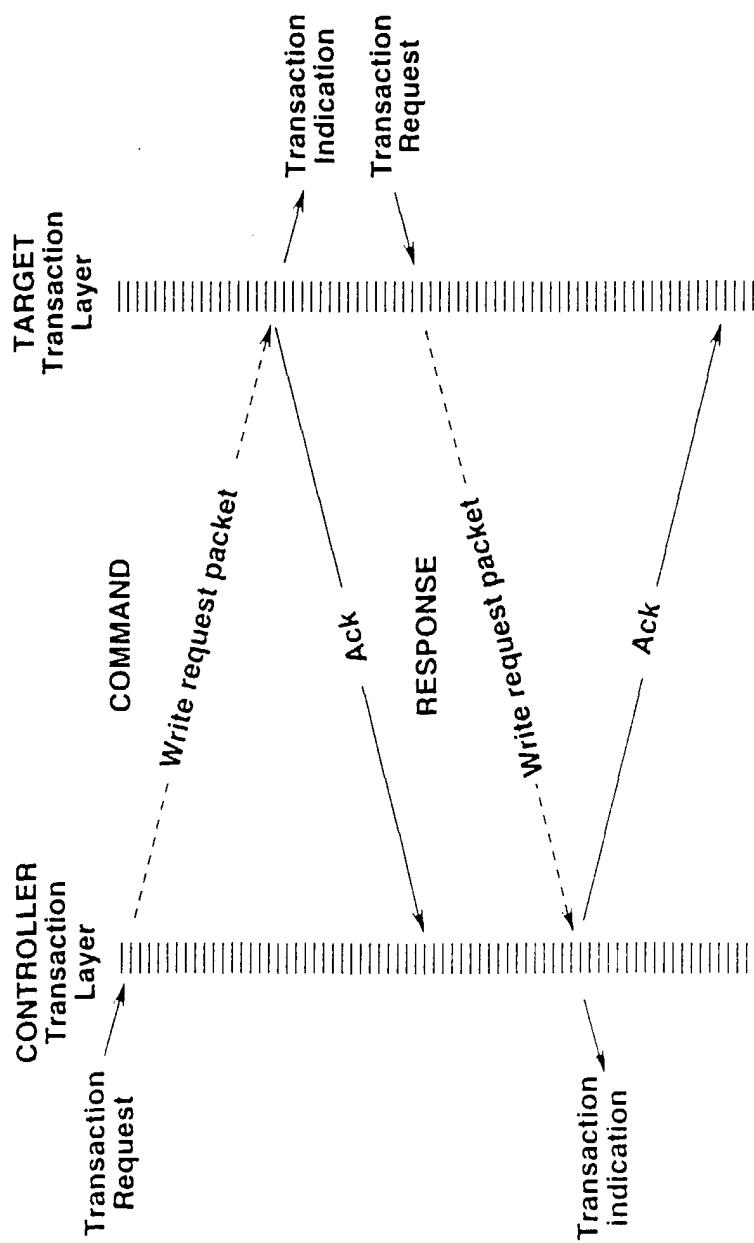 CONTROLLER
Transaction
Layer
TARGET
Transaction
Layer
Transaction
Request
COMMAND
Write request packet
Transaction
Indication
Ack
Transaction
Request
RESPONSE
Write request packet
Transaction
indication
Ack